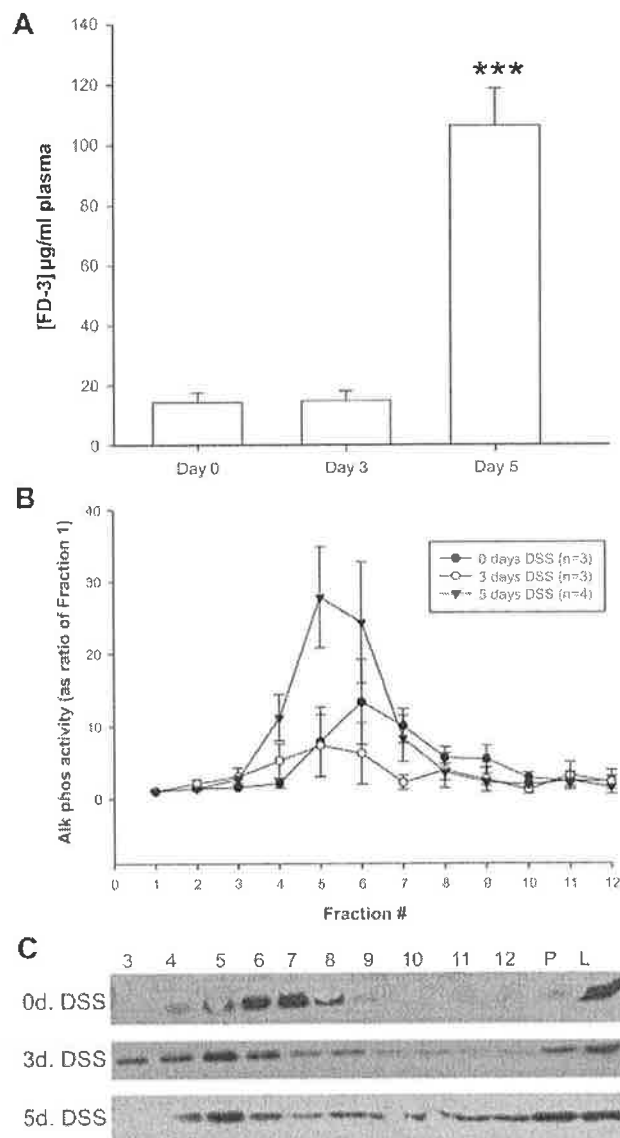 A
[FD-3] µg/ml plasma
140
120
100
80
60
40
20
0
***
Day 0
Day 3
Day 5
B
Alk phos activity (as ratio of Fraction 1)
40
30
20
10
0
0 days DSS (n=3)
3 days DSS (n=3)
5 days DSS (n=4)
0 1 2 3 4 5 6 7 8 9 10 11 12
Fraction #
C
3 4 5 6 7 8 9 10 11 12 P L
0d. DSS
3d. DSS
5d. DSS